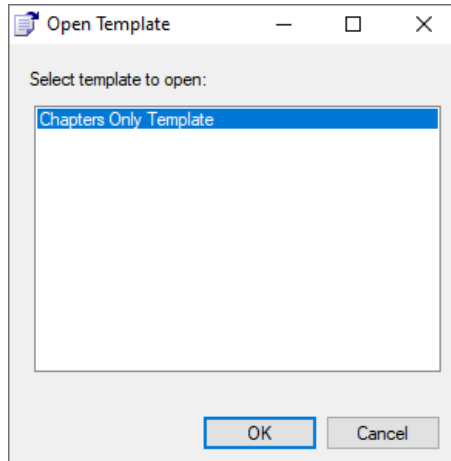 Open Template
Select template to open:
Chapters Only Template
OK
Cancel